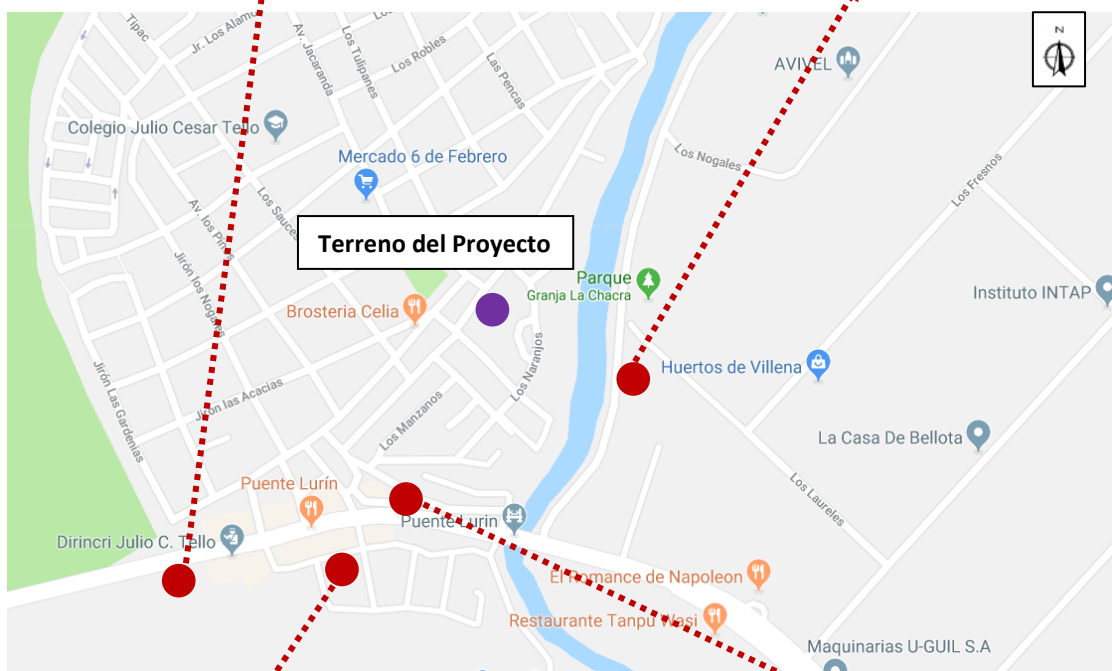 Tipac
Jr. Los Alamo
Av. Jacaranda
Los Tulipanes
Los Robles
Las Pencas
N
AVIVEL
Colegio Julio Cesar Tello
Mercado 6 de Febrero
Los Nogales
Los Fresnos
Los Sauces
Av. los Pinos
Terreno del Proyecto
Jirón los Nogales
Parque
Granja La Chacra
Instituto INTAP
Brosteria Celia
Los Naranjos
Huertos de Villena
Jirón Las Gardenias
Jirón las Acacias
Los Manzanos
La Casa De Bellota
Los Laureles
Puente Lurín
Puente Lurin
Dirincri Julio C. Tello
El Romance de Napoleon
Restaurante Tanpu Wasi
Maquinarias U-GUIL S.A